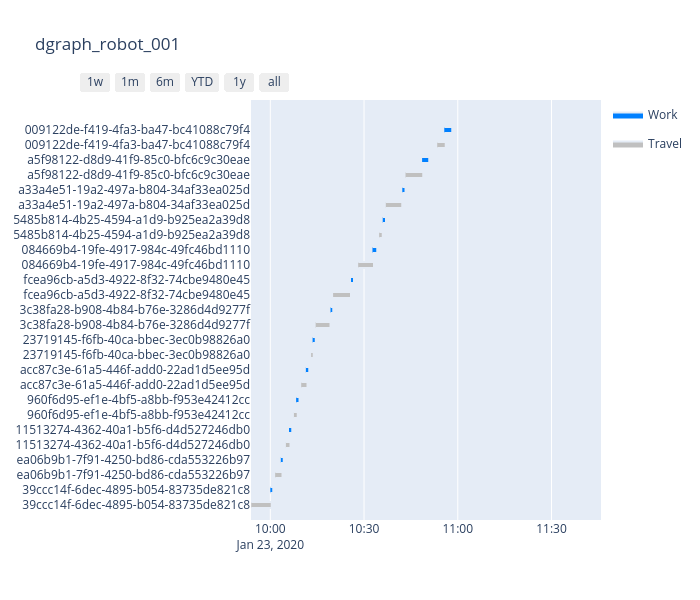 dgraph_robot_001
1w 1m 6m YTD 1y all
Work
Travel
009122de-f419-4fa3-ba47-bc41088c79f4
009122de-f419-4fa3-ba47-bc41088c79f4
a5f98122-d8d9-41f9-85c0-bfc6c9c30eae
a5f98122-d8d9-41f9-85c0-bfc6c9c30eae
a33a4e51-19a2-497a-b804-34af33ea025d
a33a4e51-19a2-497a-b804-34af33ea025d
5485b814-4b25-4594-a1d9-b925ea2a39d8
5485b814-4b25-4594-a1d9-b925ea2a39d8
084669b4-19fe-4917-984c-49fc46bd1110
084669b4-19fe-4917-984c-49fc46bd1110
fcea96cb-a5d3-4922-8f32-74cbe9480e45
fcea96cb-a5d3-4922-8f32-74cbe9480e45
3c38fa28-b908-4b84-b76e-3286d4d9277f
3c38fa28-b908-4b84-b76e-3286d4d9277f
23719145-f6fb-40ca-bbec-3ec0b98826a0
23719145-f6fb-40ca-bbec-3ec0b98826a0
acc87c3e-61a5-446f-add0-22ad1d5ee95d
acc87c3e-61a5-446f-add0-22ad1d5ee95d
960f6d95-ef1e-4bf5-a8bb-f953e42412cc
960f6d95-ef1e-4bf5-a8bb-f953e42412cc
11513274-4362-40a1-b5f6-d4d527246db0
11513274-4362-40a1-b5f6-d4d527246db0
ea06b9b1-7f91-4250-bd86-cda553226b97
ea06b9b1-7f91-4250-bd86-cda553226b97
39ccc14f-6dec-4895-b054-83735de821c8
39ccc14f-6dec-4895-b054-83735de821c8
10:00 10:30 11:00 11:30
Jan 23, 2020